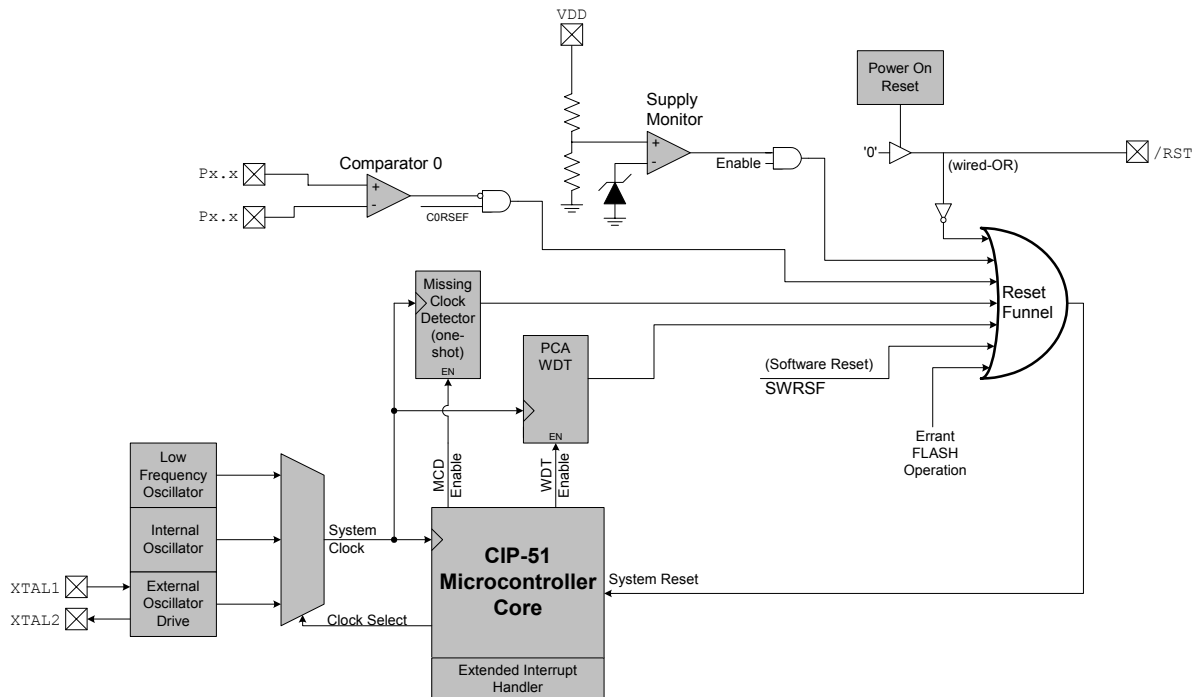 VDD
Power On
Reset
Supply
Monitor
+
-
Enable
'0'
(wired-OR)
/RST
Comparator 0
Px.x
Px.x
+
-
C0RSEF
Missing
Clock
Detector
(one-
shot)
EN
PCA
WDT
EN
Reset
Funnel
(Software Reset)
SWRSF
Errant
FLASH
Operation
MCD
Enable
WDT
Enable
Low
Frequency
Oscillator
Internal
Oscillator
External
Oscillator
Drive
XTAL1
XTAL2
System
Clock
Clock Select
CIP-51
Microcontroller
Core
System Reset
Extended Interrupt
Handler